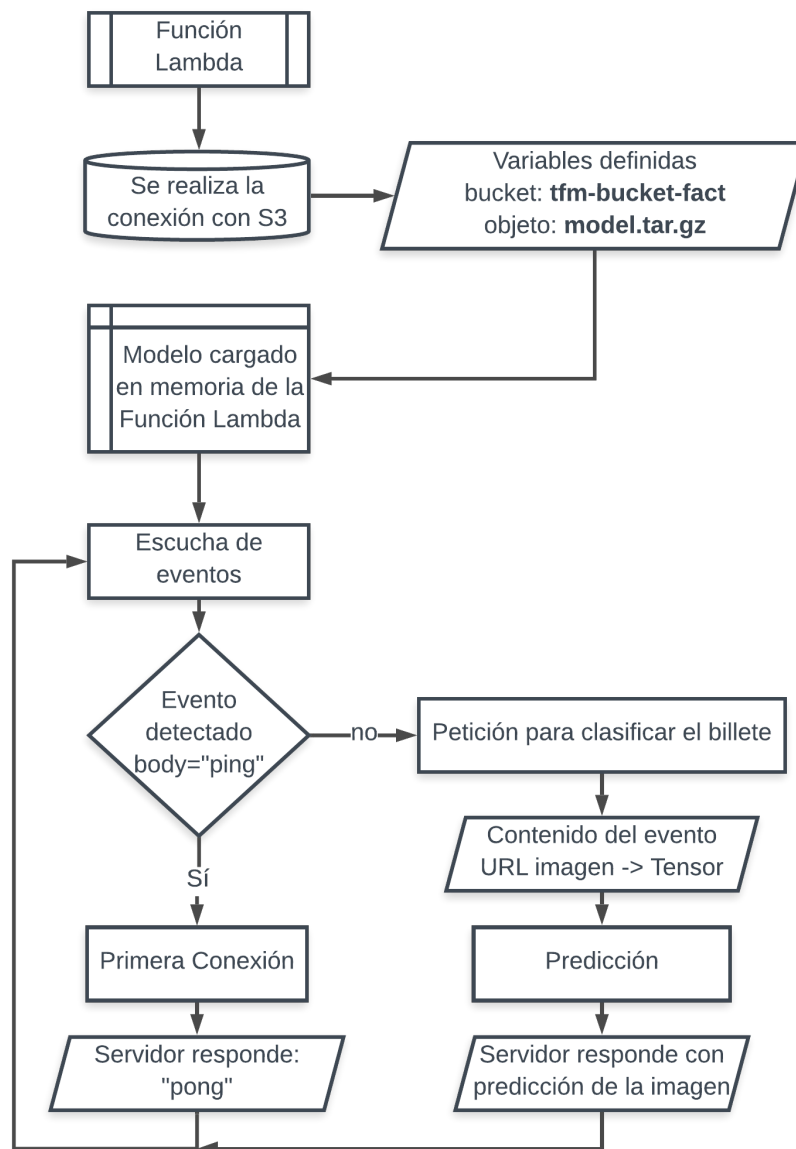 Función
Lambda
Se realiza la
conexión con S3
Variables definidas
bucket: tfm-bucket-fact
objeto: model.tar.gz
Modelo cargado
en memoria de la
Función Lambda
Escucha de
eventos
Evento
detectado
body="ping"
no
Petición para clasificar el billete
Contenido del evento
URL imagen -> Tensor
Sí
Primera Conexión
Predicción
Servidor responde:
"pong"
Servidor responde con
predicción de la imagen